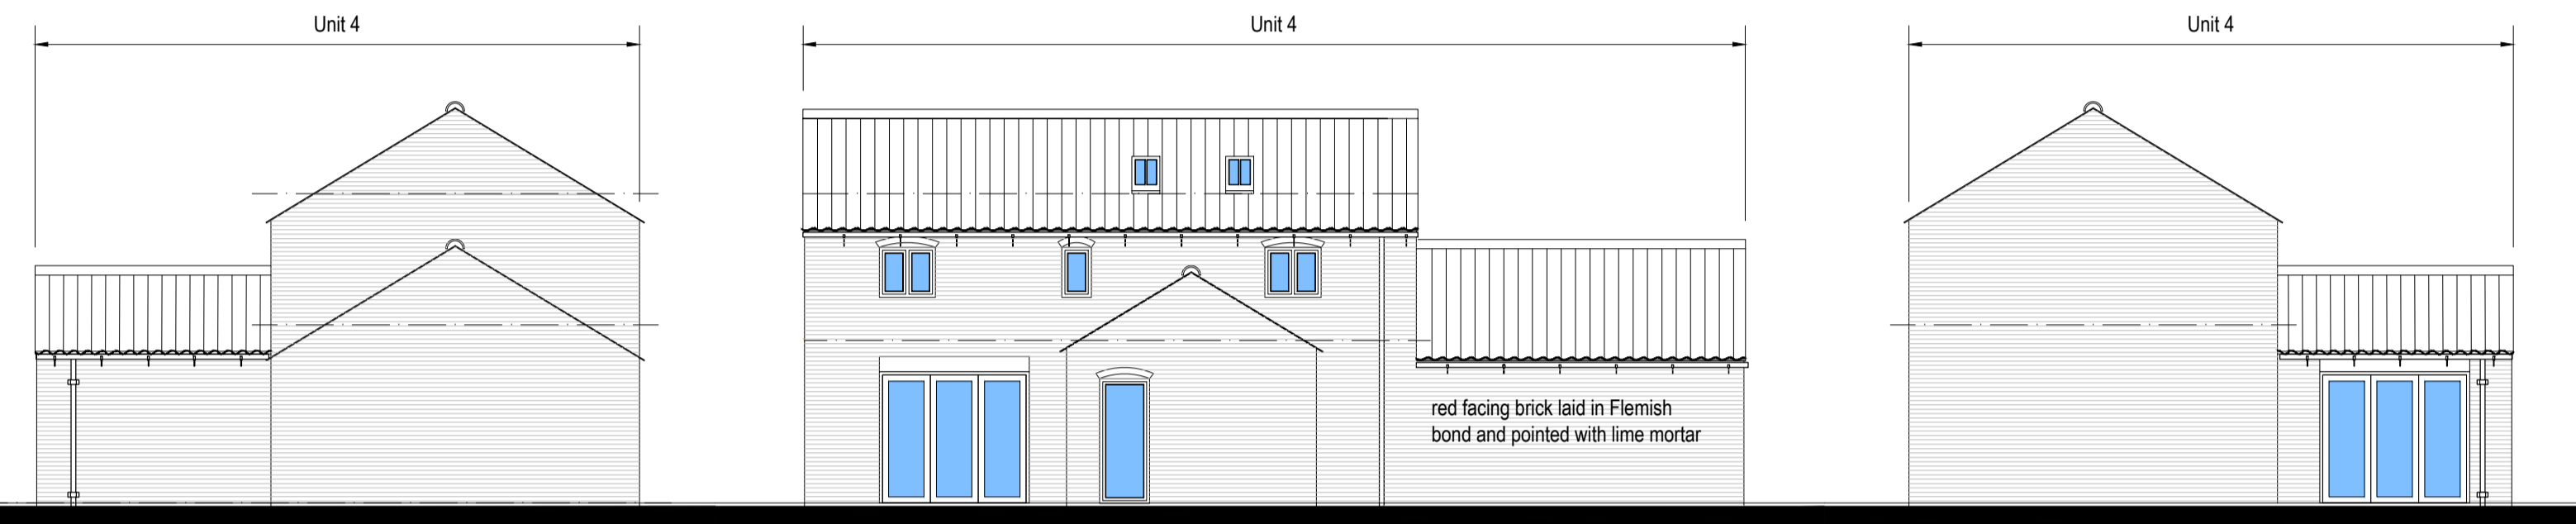 Unit 4
Unit 4
Unit 4
red facing brick laid in Flemish
bond and pointed with lime mortar